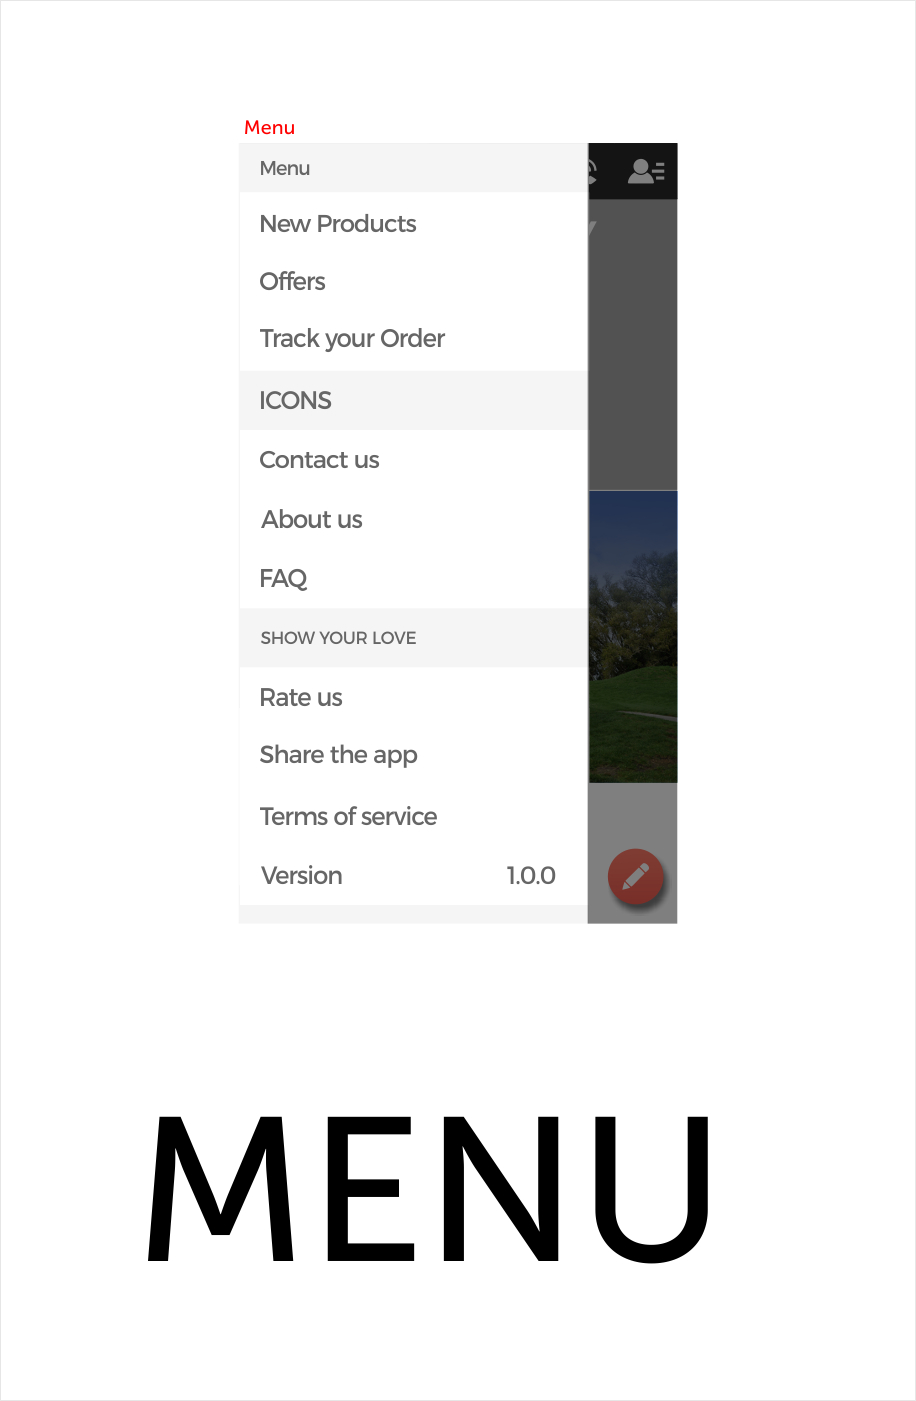 Menu
Menu
New Products
Offers
Track your Order
ICONS
Contact us
About us
FAQ
SHOW YOUR LOVE
Rate us
Share the app
Terms of service
Version 1.0.0
MENU